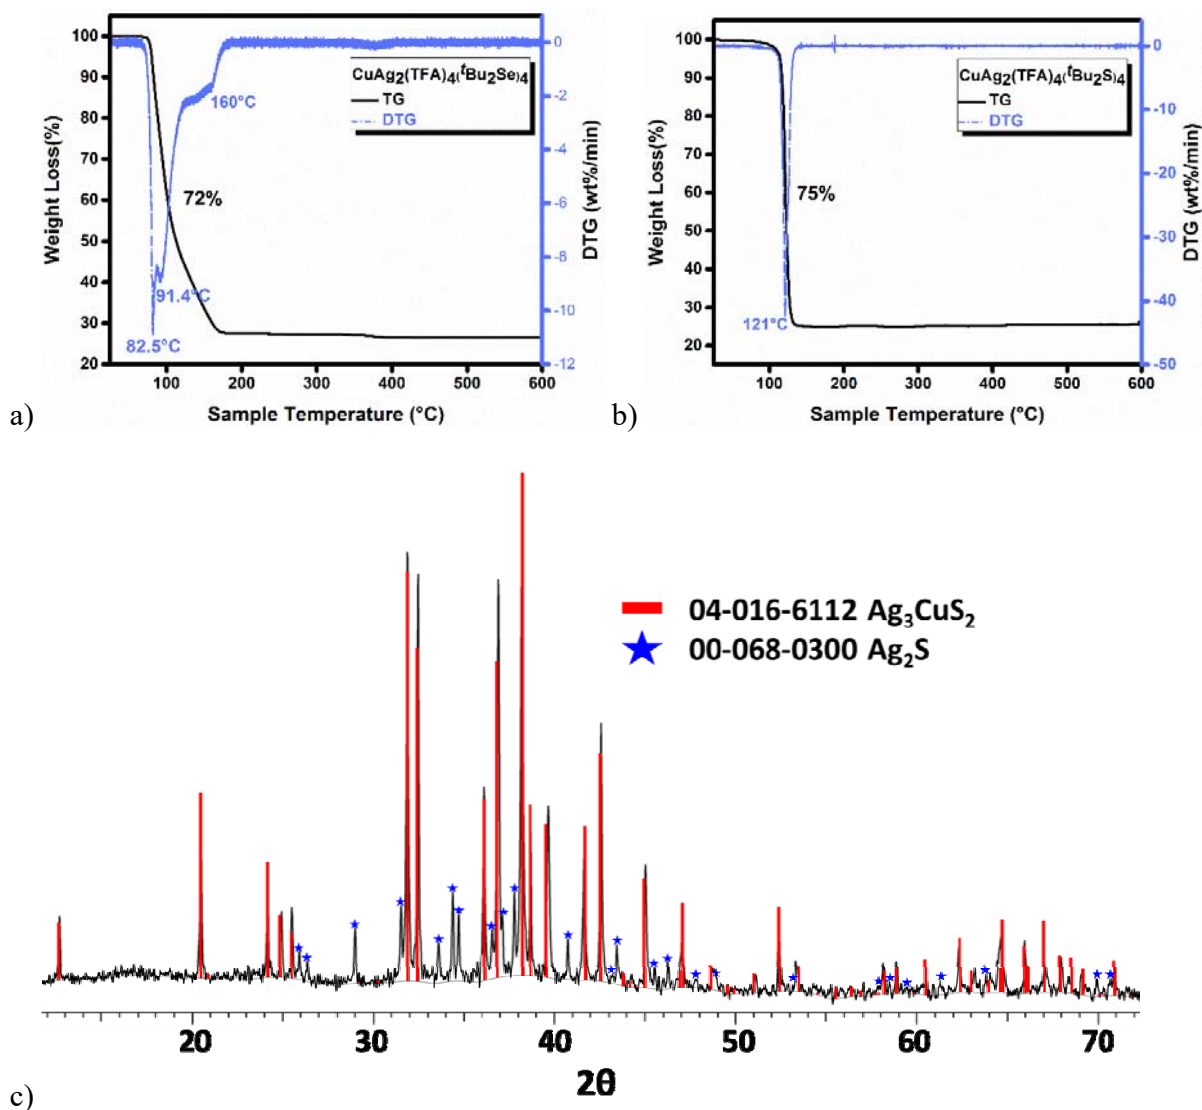 CuAg2(TFA)4(tBu2Se)4
TG
DTG
100
90
80
70
60
50
40
30
20
Weight Loss(%)
0
-2
-4
-6
-8
-10
-12
DTG (wt%/min)
160°C
72%
91.4°C
82.5°C
100 200 300 400 500 600
Sample Temperature (°C)
a)
CuAg2(TFA)4(tBu2S)4
TG
DTG
100
90
80
70
60
50
40
30
20
Weight Loss(%)
0
-10
-20
-30
-40
-50
DTG (wt%/min)
75%
121°C
100 200 300 400 500 600
Sample Temperature (°C)
b)
04-016-6112 Ag3CuS2
00-068-0300 Ag2S
20 30 40 50 60 70
2θ
c)